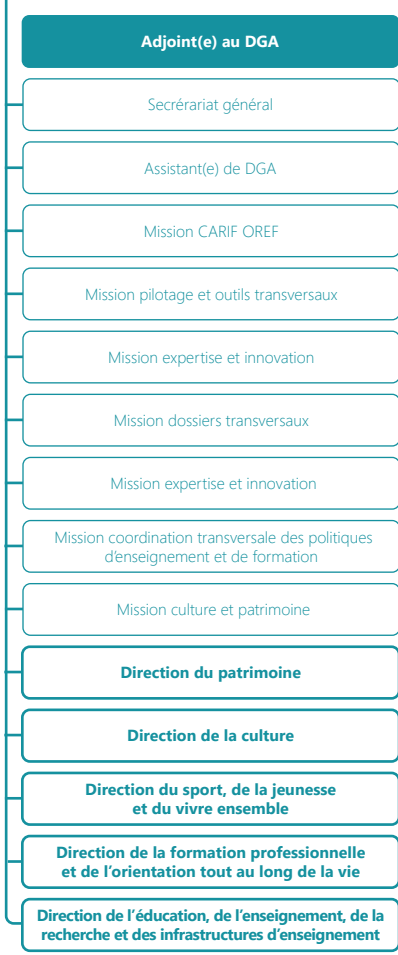 Adjoint(e) au DGA
Secrérariat général
Assistant(e) de DGA
Mission CARIF OREF
Mission pilotage et outils transversaux
Mission expertise et innovation
Mission dossiers transversaux
Mission expertise et innovation
Mission coordination transversale des politiques
d'enseignement et de formation
Mission culture et patrimoine
Direction du patrimoine
Direction de la culture
Direction du sport, de la jeunesse
et du vivre ensemble
Direction de la formation professionnelle
et de l'orientation tout au long de la vie
Direction de l'éducation, de l'enseignement, de la
recherche et des infrastructures d'enseignement